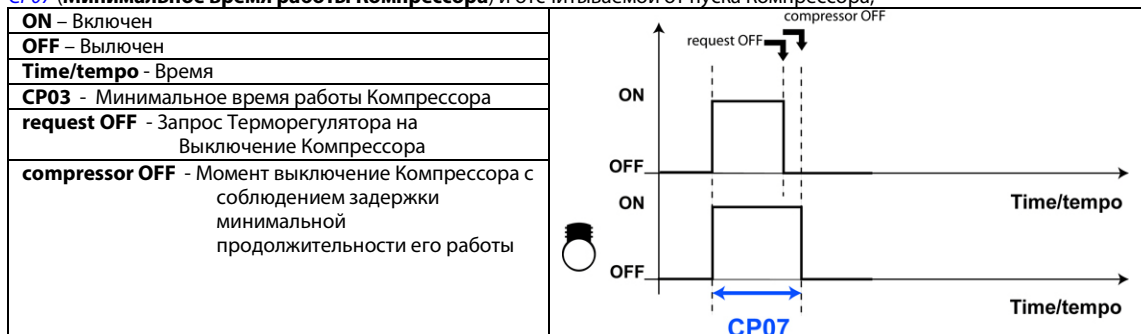 CP07 (Минимальное время работы Компрессора) и отсчитываемой от пуска Компрессора;
ON – Включен
OFF – Вылючен
Time/tempo - Время
CP03 - Минимальное время работы Компрессора
request OFF - Запрос Терморегулятора на
Выключение Компрессора
compressor OFF - Момент выключение Компрессора с
соблюдением задержки
минимальной
продолжительности его работы
compressor OFF
request OFF
ON
OFF
Time/tempo
ON
OFF
Time/tempo
CP07